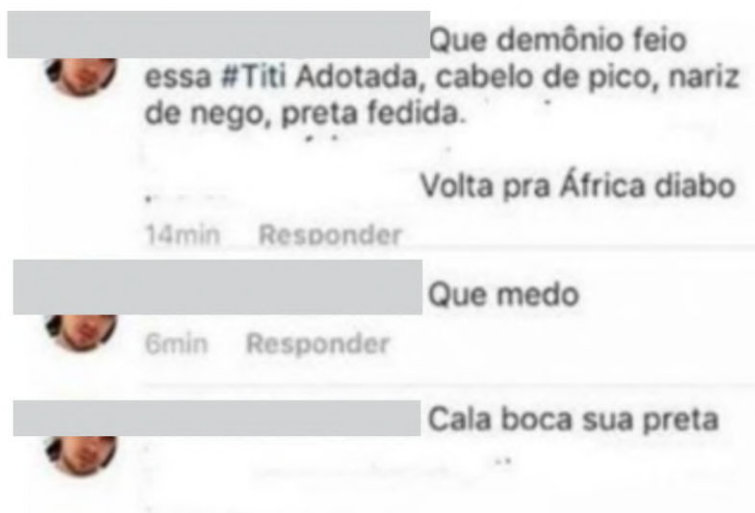 Que demônio feio
essa #Titi Adotada, cabelo de pico, nariz
de nego, preta fedida.
Volta pra África diabo
14min Responder
Que medo
6min Responder
Cala boca sua preta